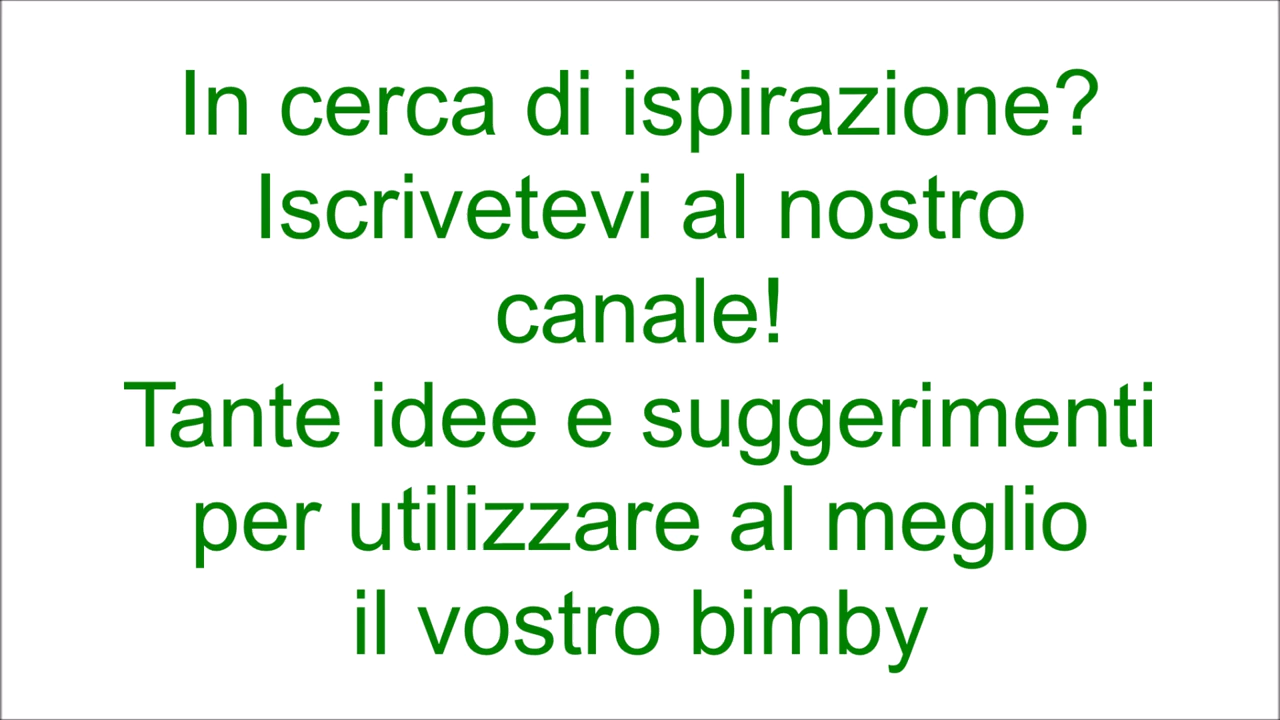 In cerca di ispirazione?
Iscrivetevi al nostro
canale!
Tante idee e suggerimenti
per utilizzare al meglio
il vostro bimby